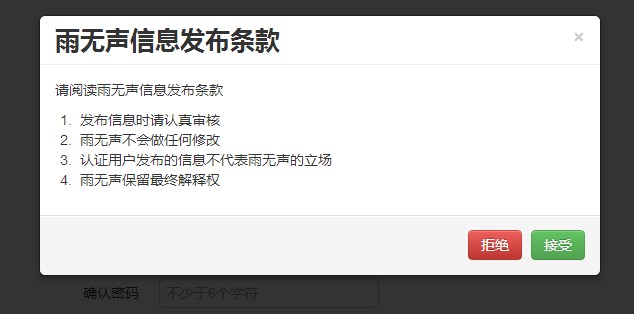 雨无声信息发布条款
×
请阅读雨无声信息发布条款
1. 发布信息时请认真审核
2. 雨无声不会做任何修改
3. 认证用户发布的信息不代表雨无声的立场
4. 雨无声保留最终解释权
拒绝 接受
确认密码 不少于6个字符